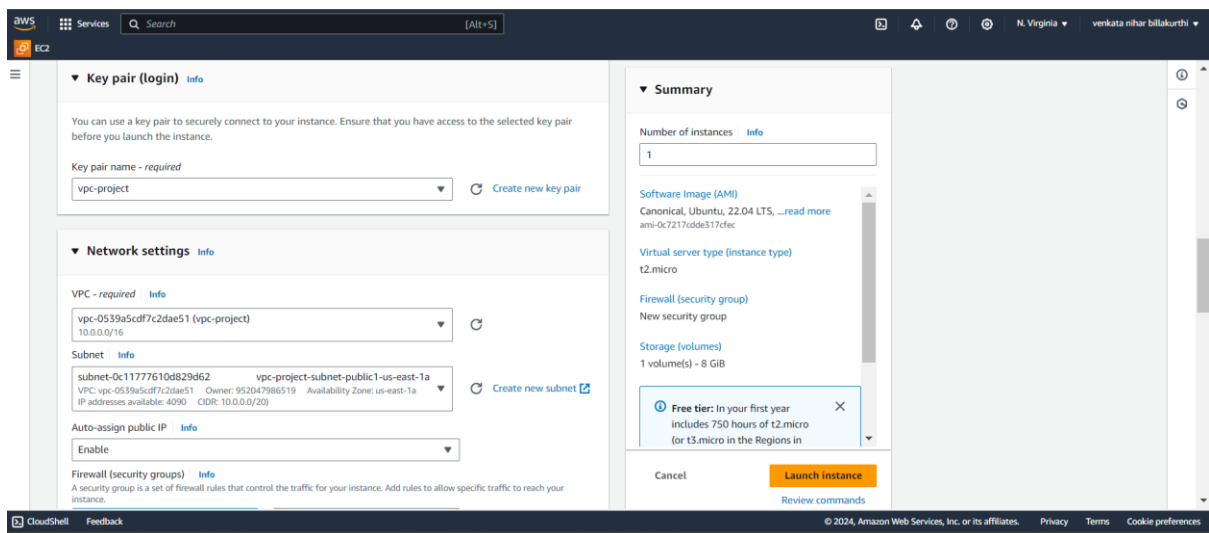 aws
Services
Search
[Alt+S]
N. Virginia
venkata nihar billakurthi
EC2
Key pair (login) Info
You can use a key pair to securely connect to your instance. Ensure that you have access to the selected key pair
before you launch the instance.
Key pair name - required
vpc-project
Create new key pair
Network settings Info
VPC - required Info
vpc-0539a5cdf7c2dae51 (vpc-project)
10.0.0.0/16
Subnet Info
subnet-0c11777610d829d62 vpc-project-subnet-public1-us-east-1a
VPC: vpc-0539a5cdf7c2dae51 Owner: 952047986519 Availability Zone: us-east-1a
IP addresses available: 4090 CIDR: 10.0.0.0/20)
Create new subnet
Auto-assign public IP Info
Enable
Firewall (security groups) Info
A security group is a set of firewall rules that control the traffic for your instance. Add rules to allow specific traffic to reach your
instance.
Summary
Number of instances Info
1
Software Image (AMI)
Canonical, Ubuntu, 22.04 LTS, ...read more
ami-0c7217cdde317cfec
Virtual server type (instance type)
t2.micro
Firewall (security group)
New security group
Storage (volumes)
1 volume(s) - 8 GiB
Free tier: In your first year
includes 750 hours of t2.micro
(or t3.micro in the Regions in
Cancel
Launch instance
Review commands
CloudShell Feedback
© 2024, Amazon Web Services, Inc. or its affiliates. Privacy Terms Cookie preferences